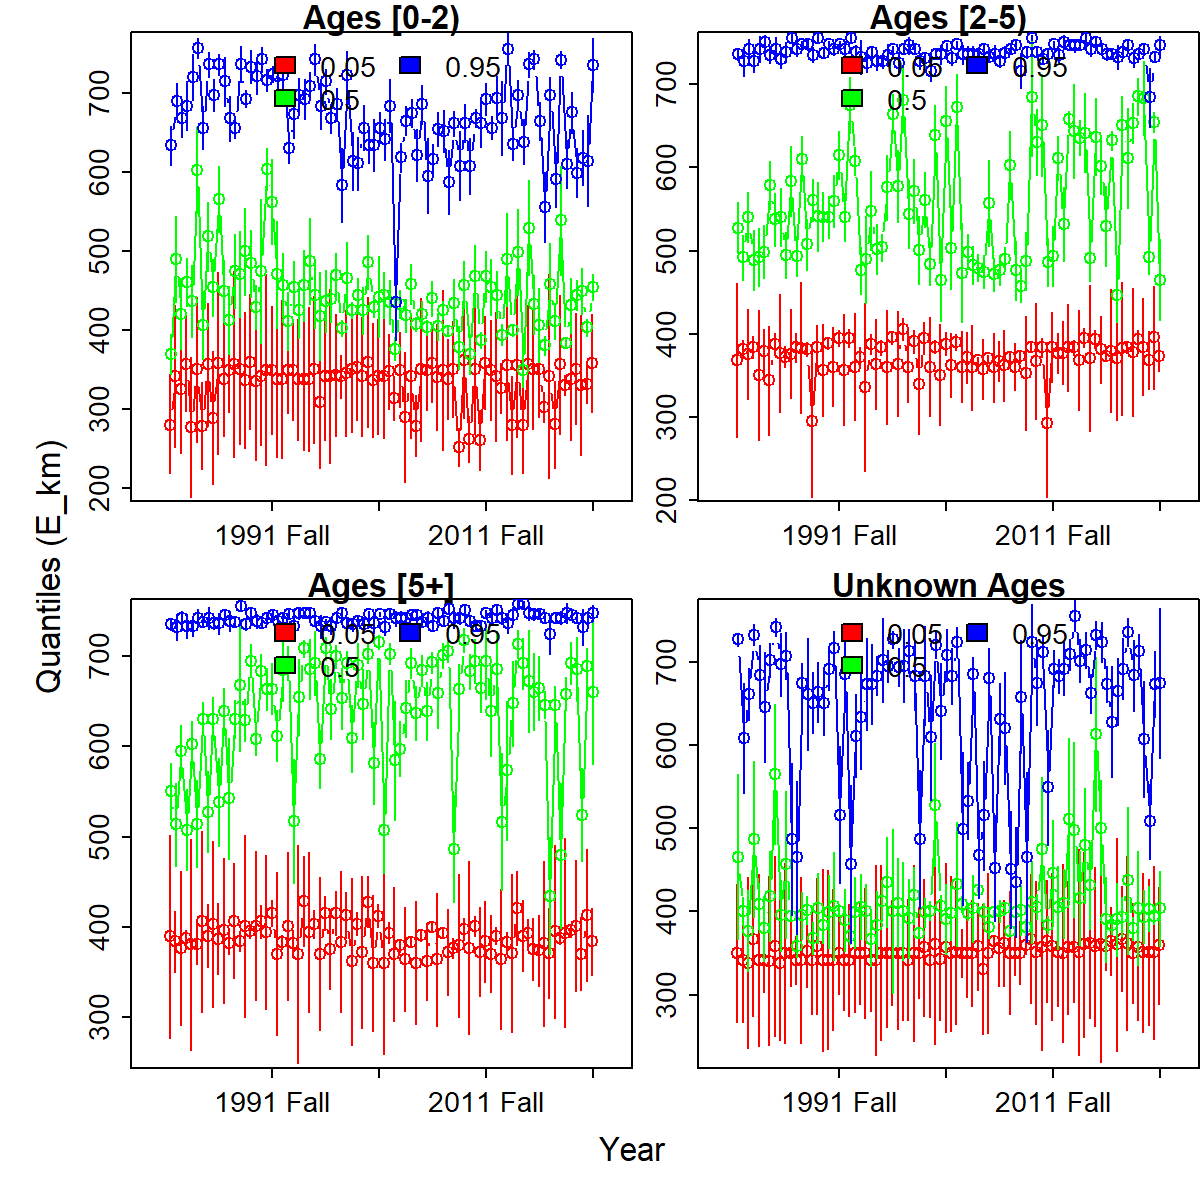 Ages [0-2)
0.05 0.95
0.5
200 300 400 500 600 700
1991 Fall 2011 Fall
Ages [2-5)
0.05 0.95
0.5
200 300 400 500 600 700
1991 Fall 2011 Fall
Ages [5+]
0.05 0.95
0.5
300 400 500 600 700
1991 Fall 2011 Fall
Unknown Ages
0.05 0.95
0.5
300 400 500 600 700
1991 Fall 2011 Fall
Quantiles (E_km)
Year